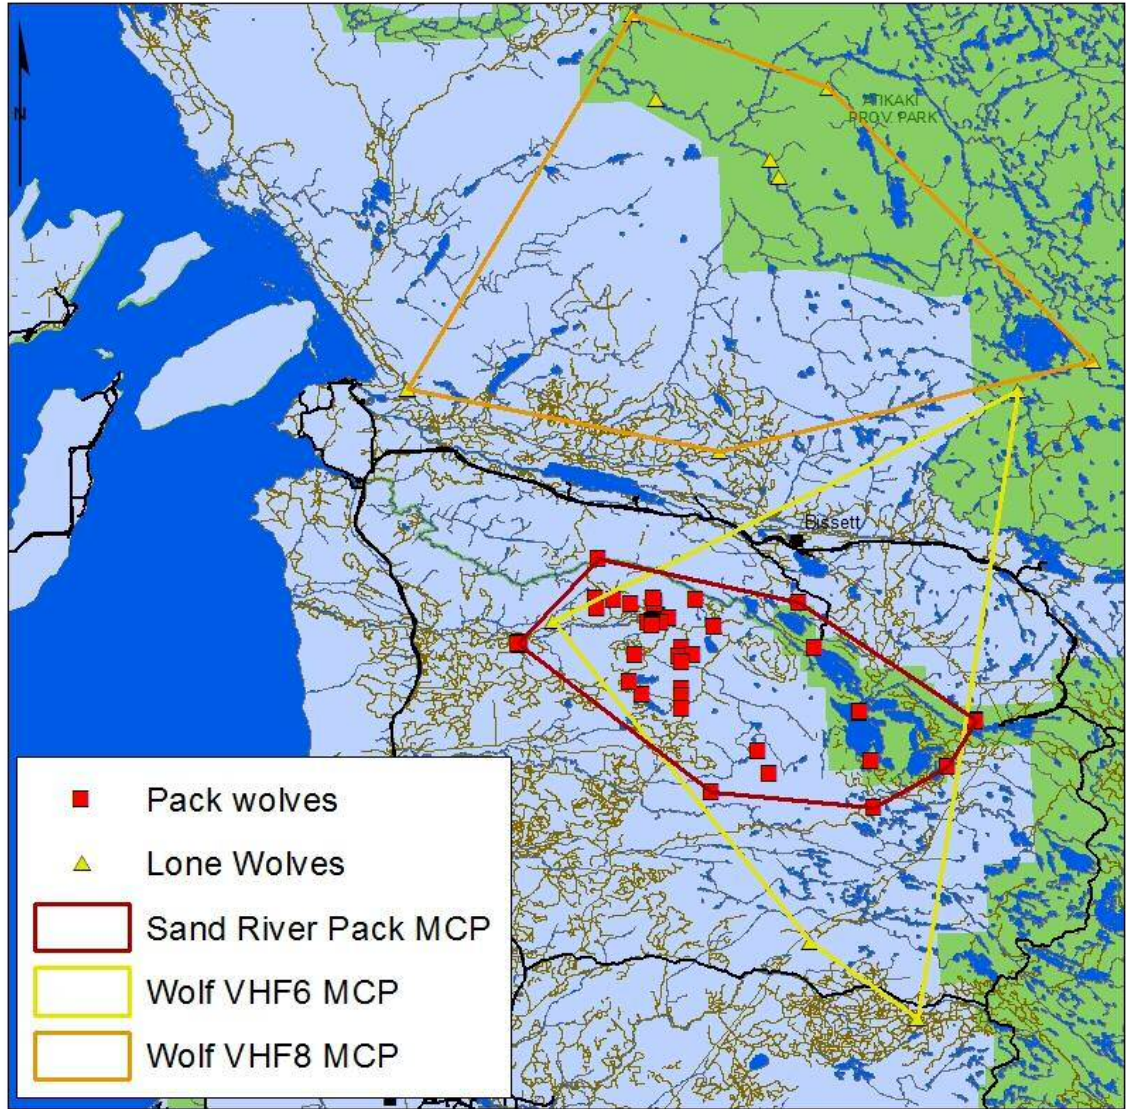 N
ATIKAKI
PROV. PARK
Bissett
Pack wolves
Lone Wolves
Sand River Pack MCP
Wolf VHF6 MCP
Wolf VHF8 MCP